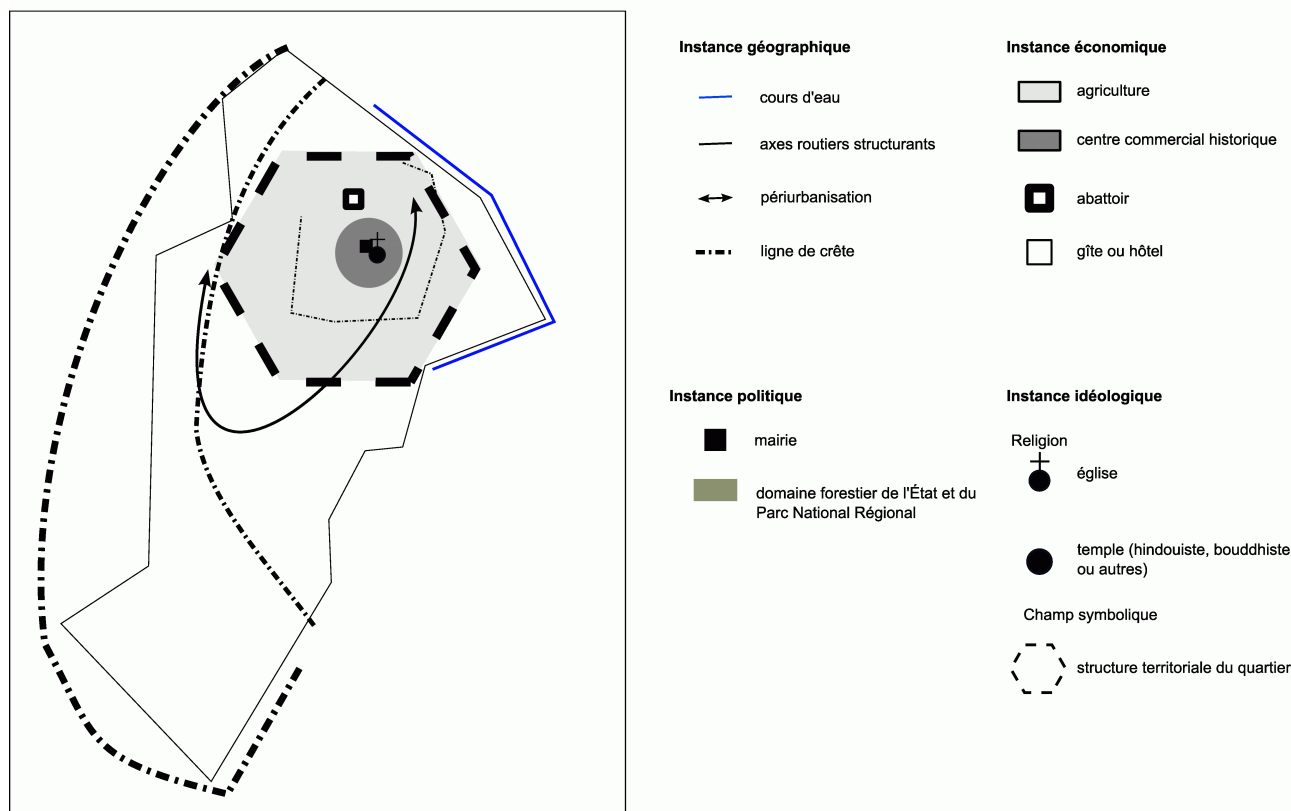 Instance géographique
cours d'eau
axes routiers structurants
périurbanisation
ligne de crête
Instance économique
agriculture
centre commercial historique
abattoir
gîte ou hôtel
Instance politique
mairie
domaine forestier de l'État et du
Parc National Régional
Instance idéologique
Religion
église
temple (hindouiste, bouddhiste
ou autres)
Champ symbolique
structure territoriale du quartier